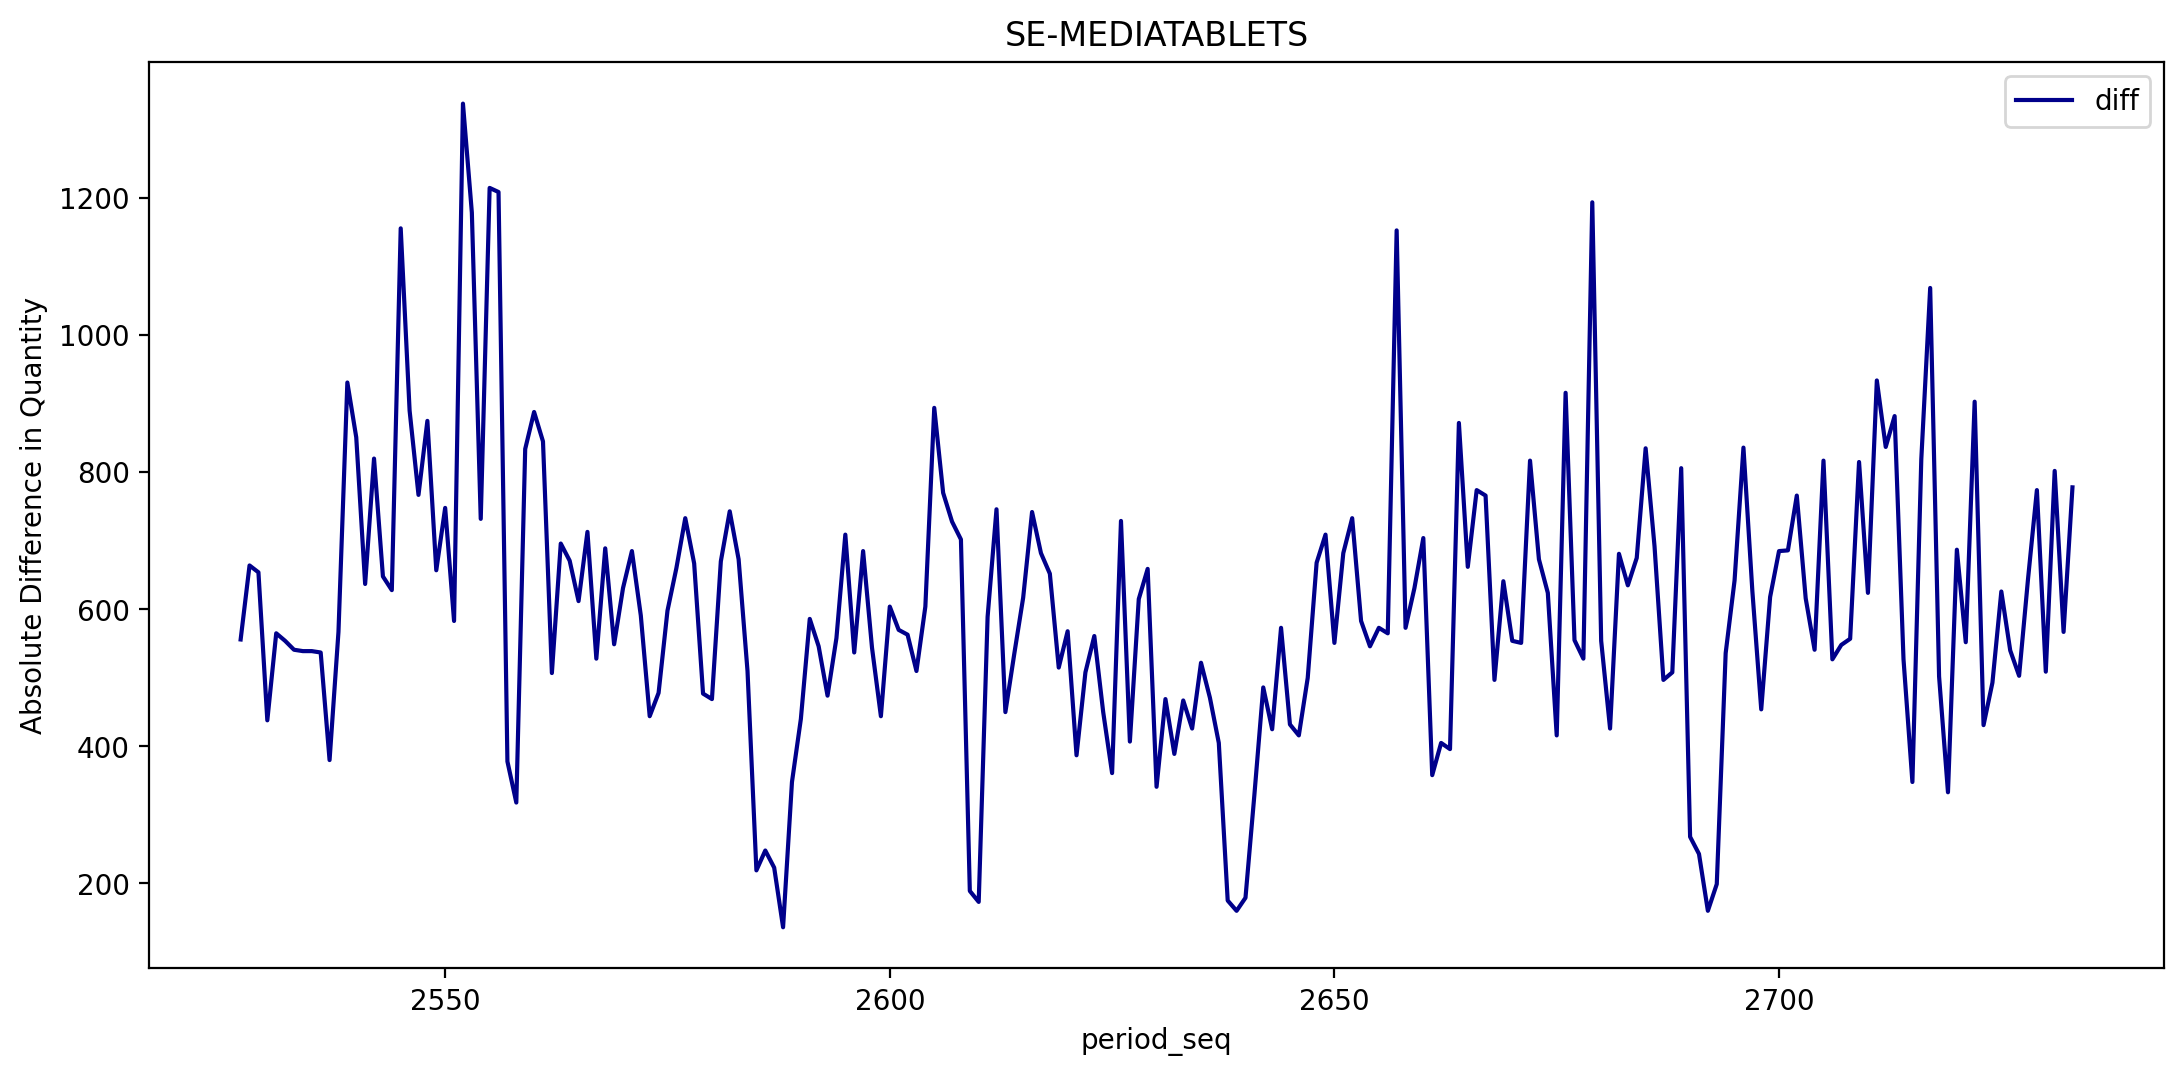 SE-MEDIATABLETS
diff
Absolute Difference in Quantity
1200
1000
800
600
400
200
2550 2600 2650 2700
period_seq